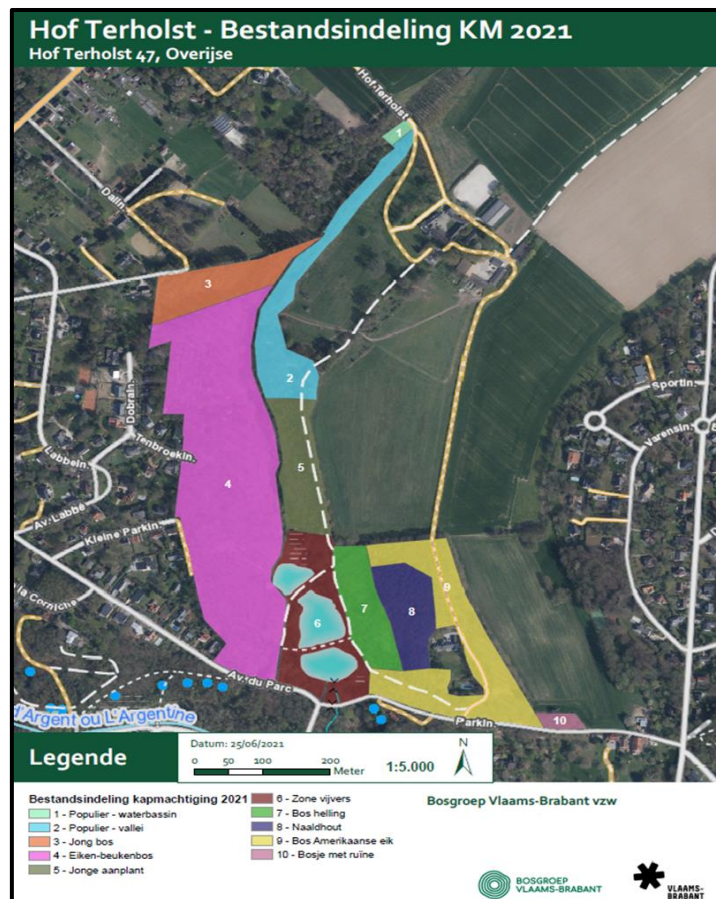 Hof Terholst - Bestandsindeling KM 2021
Hof Terholst 47, Overijse
Hof-Terholst
1
Dalln.
3
2
Sportln.
Varensln.
Dobraln.
Tenbroekln.
Labbeln.
4
5
Av. Labbé
Kleine Parkln.
la Corniche
6
7
8
9
Av. du Parc
d'Argent ou L'Argentine
Parkln.
10
Legende
Datum: 25/06/2021
0 50 100 200
Meter
1:5.000
N
Bestandsindeling kapmachtiging 2021
1 - Populier - waterbassin
2 - Populier - vallei
3 - Jong bos
4 - Eiken-beukenbos
5 - Jonge aanplant
6 - Zone vijvers
7 - Bos helling
8 - Naaldhout
9 - Bos Amerikaanse eik
10 - Bosje met ruïne
Bosgroep Vlaams-Brabant vzw
BOSGROEP
VLAAMS-BRABANT
VLAAMS-
BRABANT